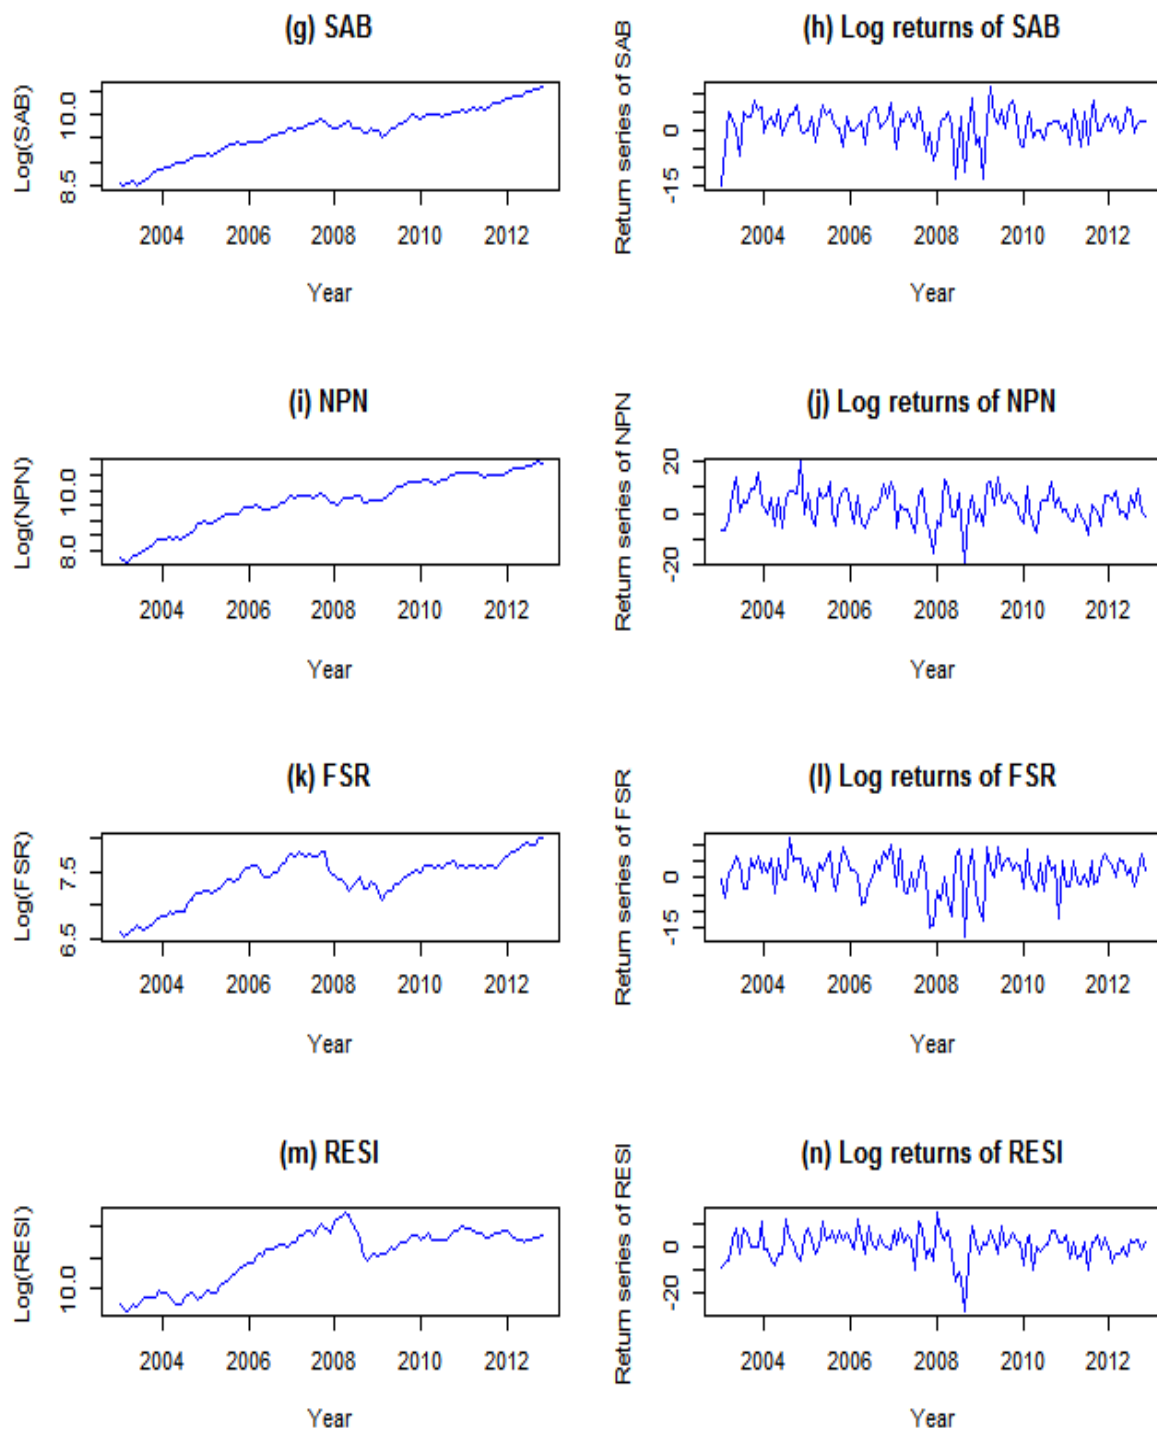 (g) SAB
(h) Log returns of SAB
Log(SAB)
10.0
8.5
2004 2006 2008 2010 2012
Year
Return series of SAB
0
-15
2004 2006 2008 2010 2012
Year
(i) NPN
(j) Log returns of NPN
Log(NPN)
10.0
8.0
2004 2006 2008 2010 2012
Year
Return series of NPN
20
0
-20
2004 2006 2008 2010 2012
Year
(k) FSR
(l) Log returns of FSR
Log(FSR)
7.5
6.5
2004 2006 2008 2010 2012
Year
Return series of FSR
0
-15
2004 2006 2008 2010 2012
Year
(m) RESI
(n) Log returns of RESI
Log(RESI)
10.0
2004 2006 2008 2010 2012
Year
Return series of RESI
0
-20
2004 2006 2008 2010 2012
Year